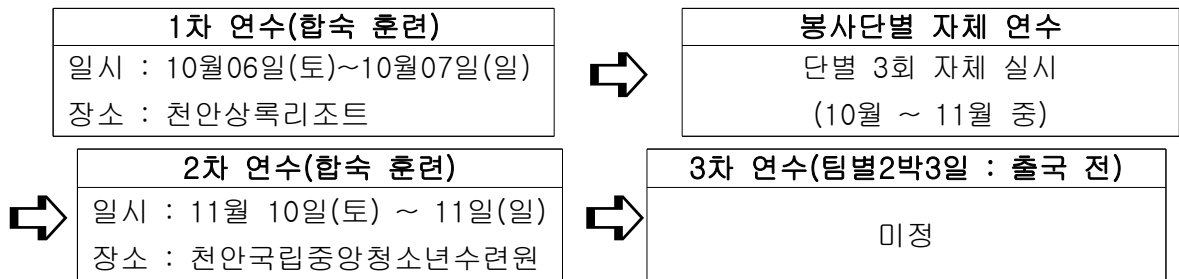 1차 연수(합숙 훈련)
일시 : 10월06일(토)~10월07일(일)
장소 : 천안상록리조트
봉사단별 자체 연수
단별 3회 자체 실시
(10월 ~ 11월 중)
2차 연수(합숙 훈련)
일시 : 11월 10일(토) ~ 11일(일)
장소 : 천안국립중앙청소년수련원
3차 연수(팀별2박3일 : 출국 전)
미정